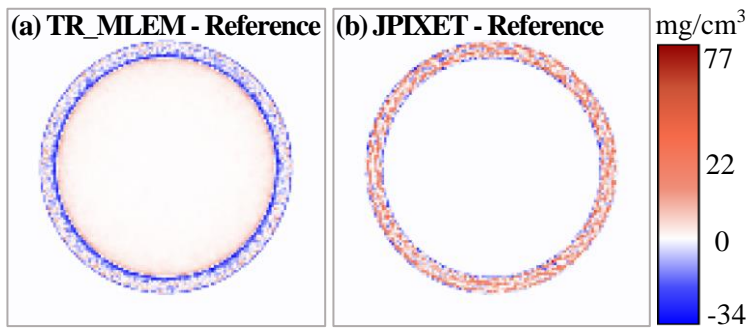 (a) TR_MLEM - Reference
(b) JPIXET - Reference
mg/cm³
77
22
0
-34